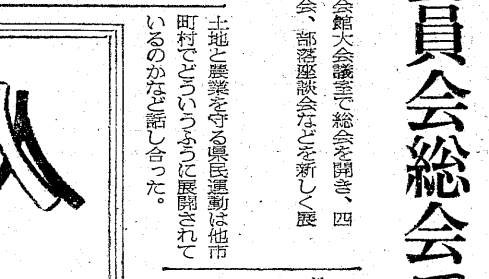 員会総会
会館大会議室で総会を開き、四
会、部落座談会などを新しく展
土地と農業を守る県民運動は他市
町村でどういうふうに展開されて
いるのかなど話し合った。